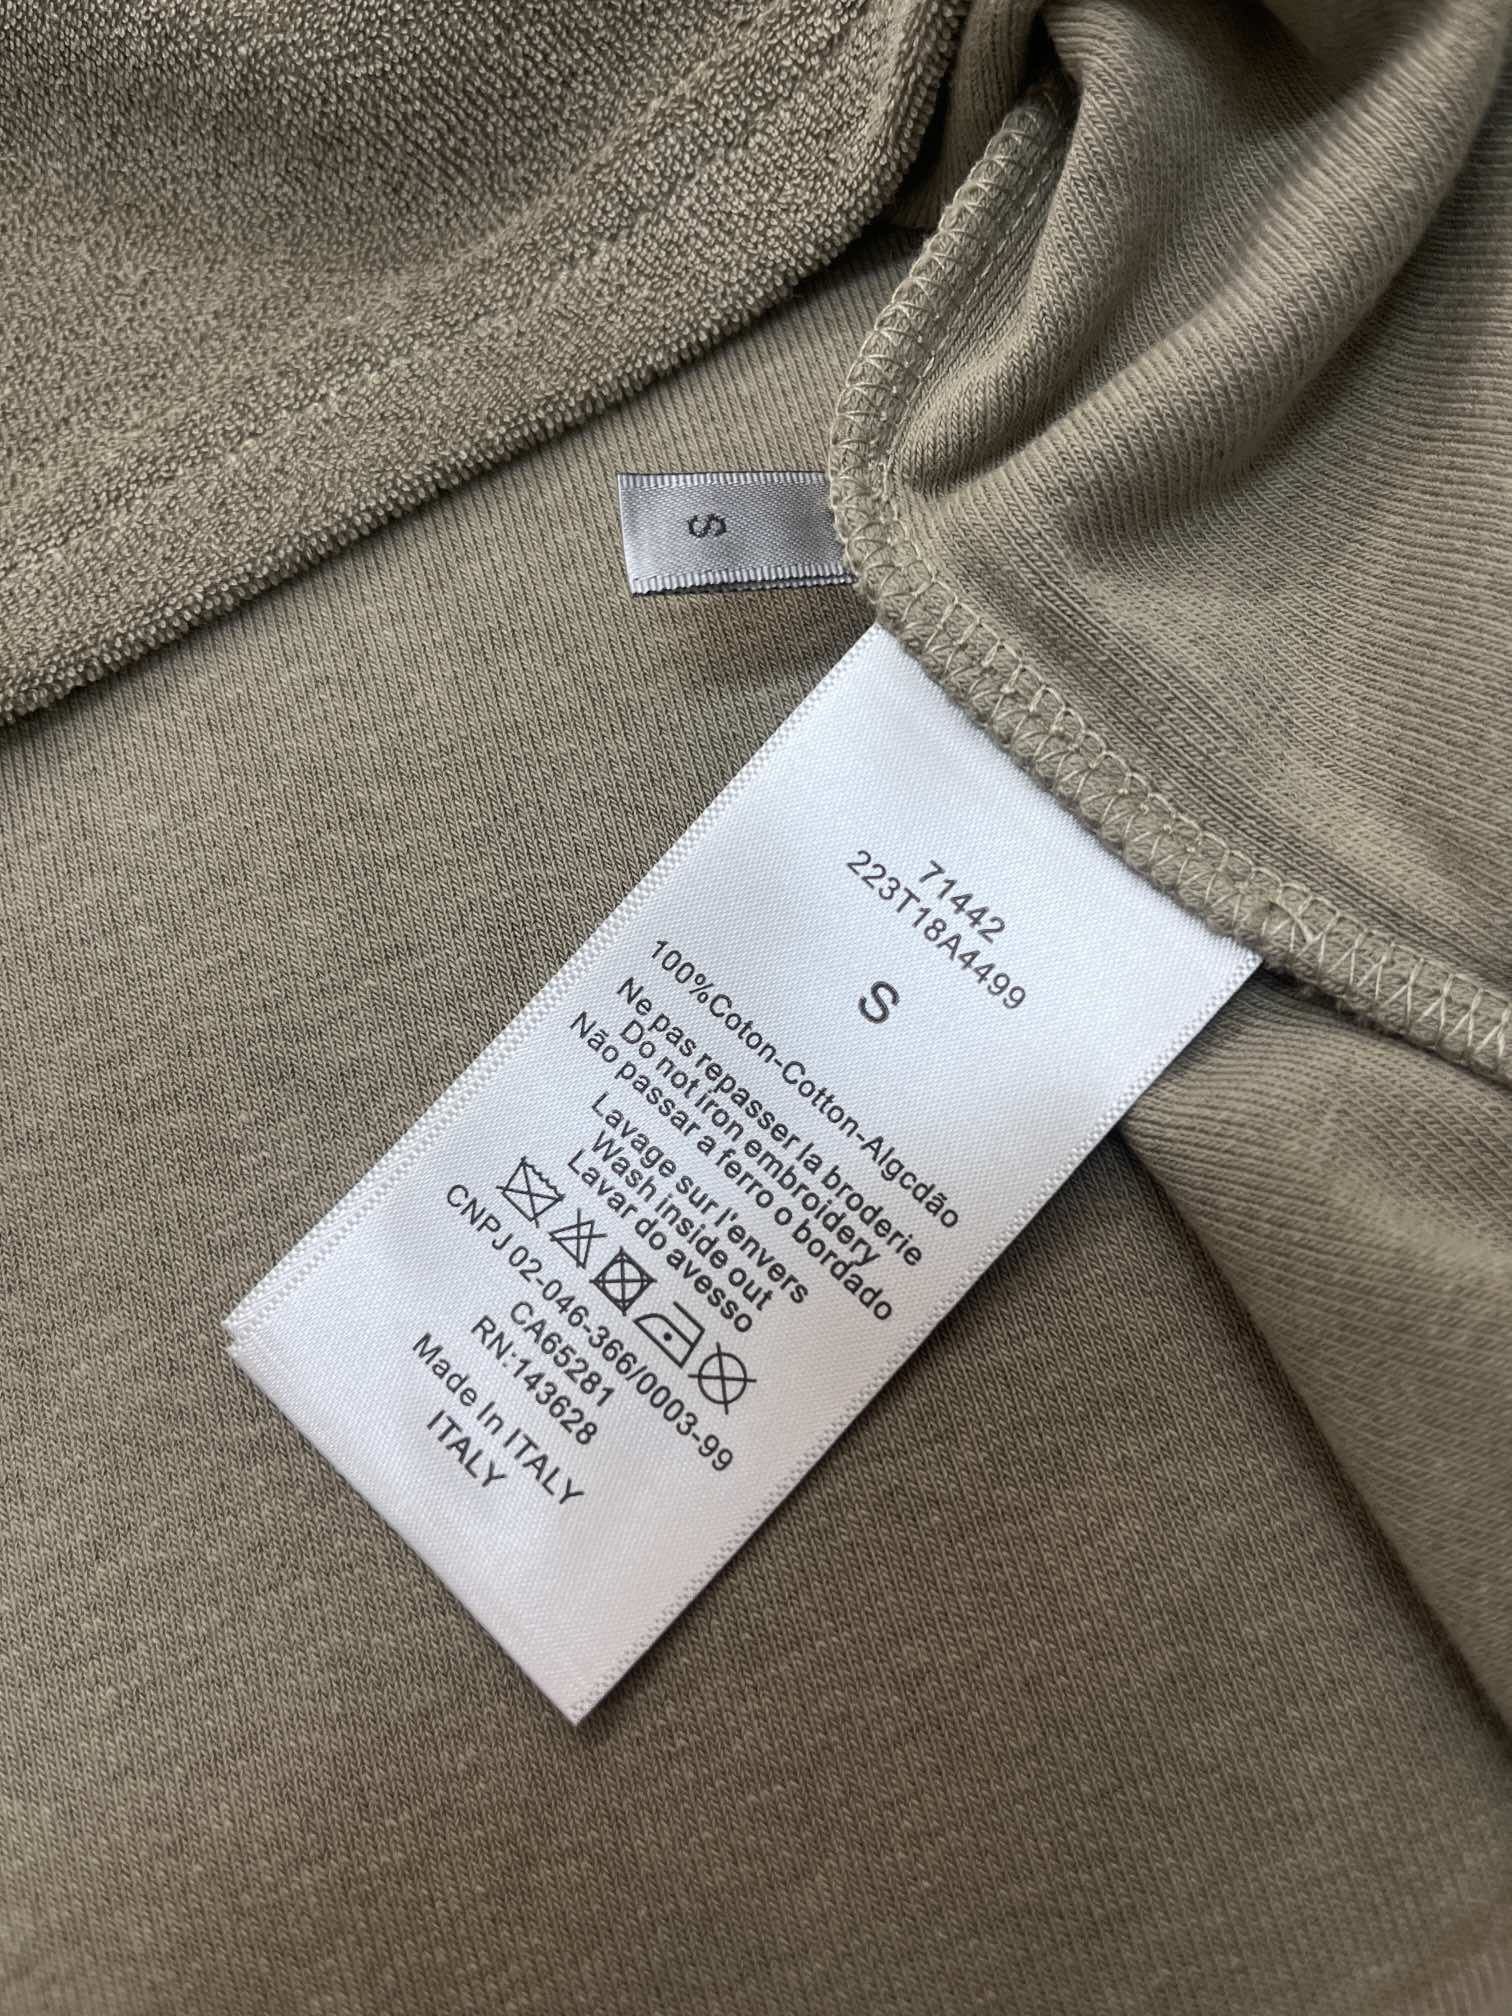 S
71442
223T18A4499
S
100%Coton-Cotton-Algcdão
Ne pas repasser la broderie
Do not iron embroidery
Não passar a ferro o bordado
Lavage sur l'envers
Wash inside out
Lavar do avesso
CNPJ 02-046-366/0003-99
CA65281
RN:143628
Made In ITALY
ITALY